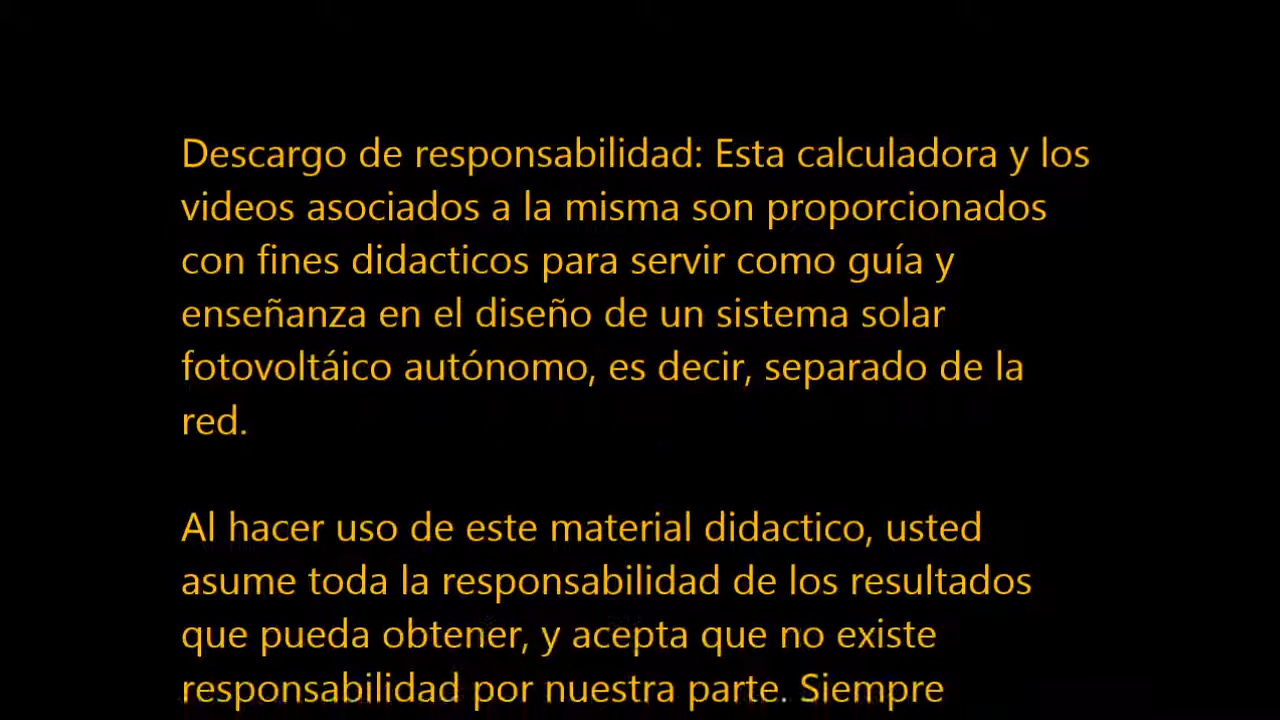 Descargo de responsabilidad: Esta calculadora y los
videos asociados a la misma son proporcionados
con fines didacticos para servir como guía y
enseñanza en el diseño de un sistema solar
fotovoltáico autónomo, es decir, separado de la
red.
Al hacer uso de este material didactico, usted
asume toda la responsabilidad de los resultados
que pueda obtener, y acepta que no existe
responsabilidad por nuestra parte. Siempre